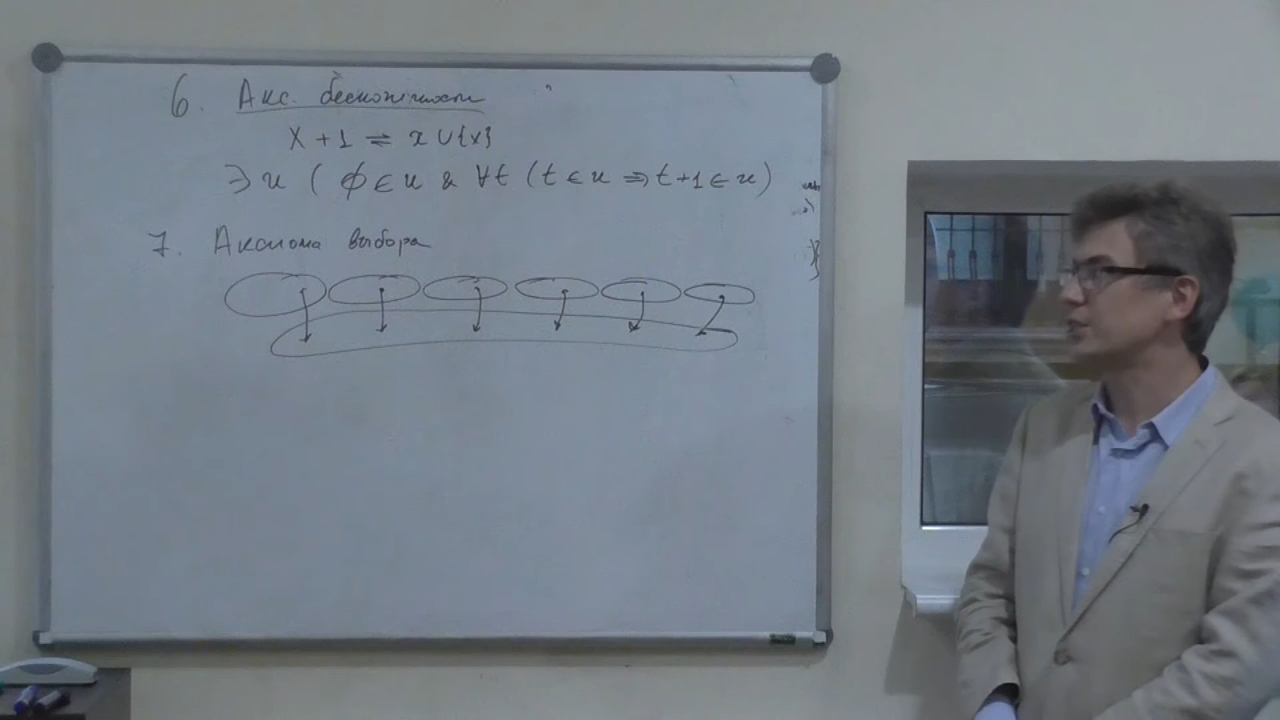 6. Акс. бесконечности
X + 1 ⇌ x ∪ {x}
∃ u ( ∅ ∈ u & ∀t (t ∈ u ⇒ t+1 ∈ u)
7. Аксиома выбора